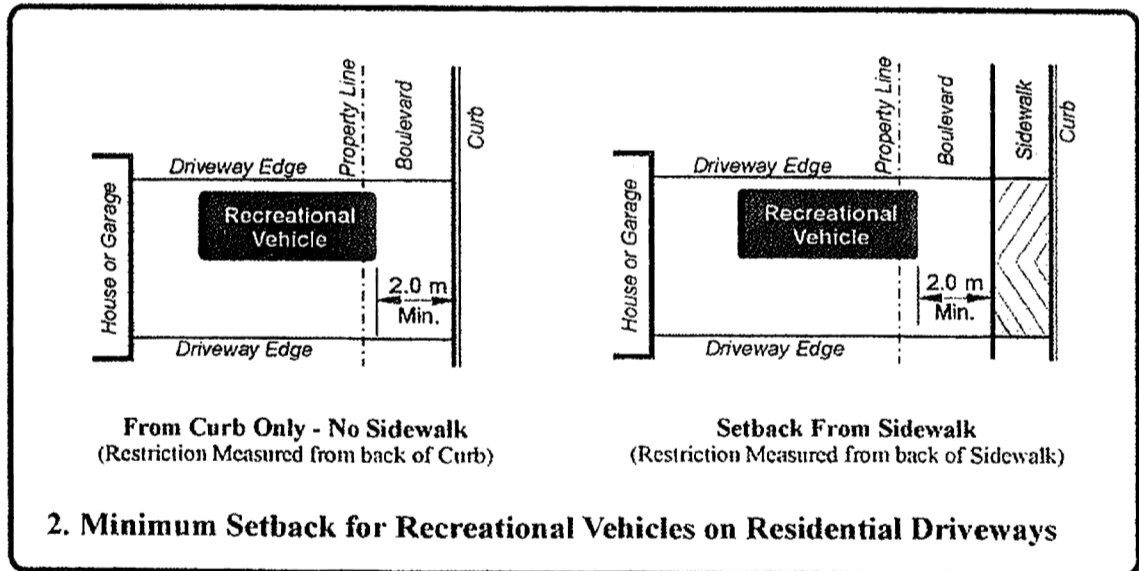 Property Line
Boulevard
Curb
Driveway Edge
House or Garage
Recreational
Vehicle
2.0 m
Min.
Driveway Edge
From Curb Only - No Sidewalk
(Restriction Measured from back of Curb)
Property Line
Boulevard
Sidewalk
Curb
Driveway Edge
House or Garage
Recreational
Vehicle
2.0 m
Min.
Driveway Edge
Setback From Sidewalk
(Restriction Measured from back of Sidewalk)
2. Minimum Setback for Recreational Vehicles on Residential Driveways